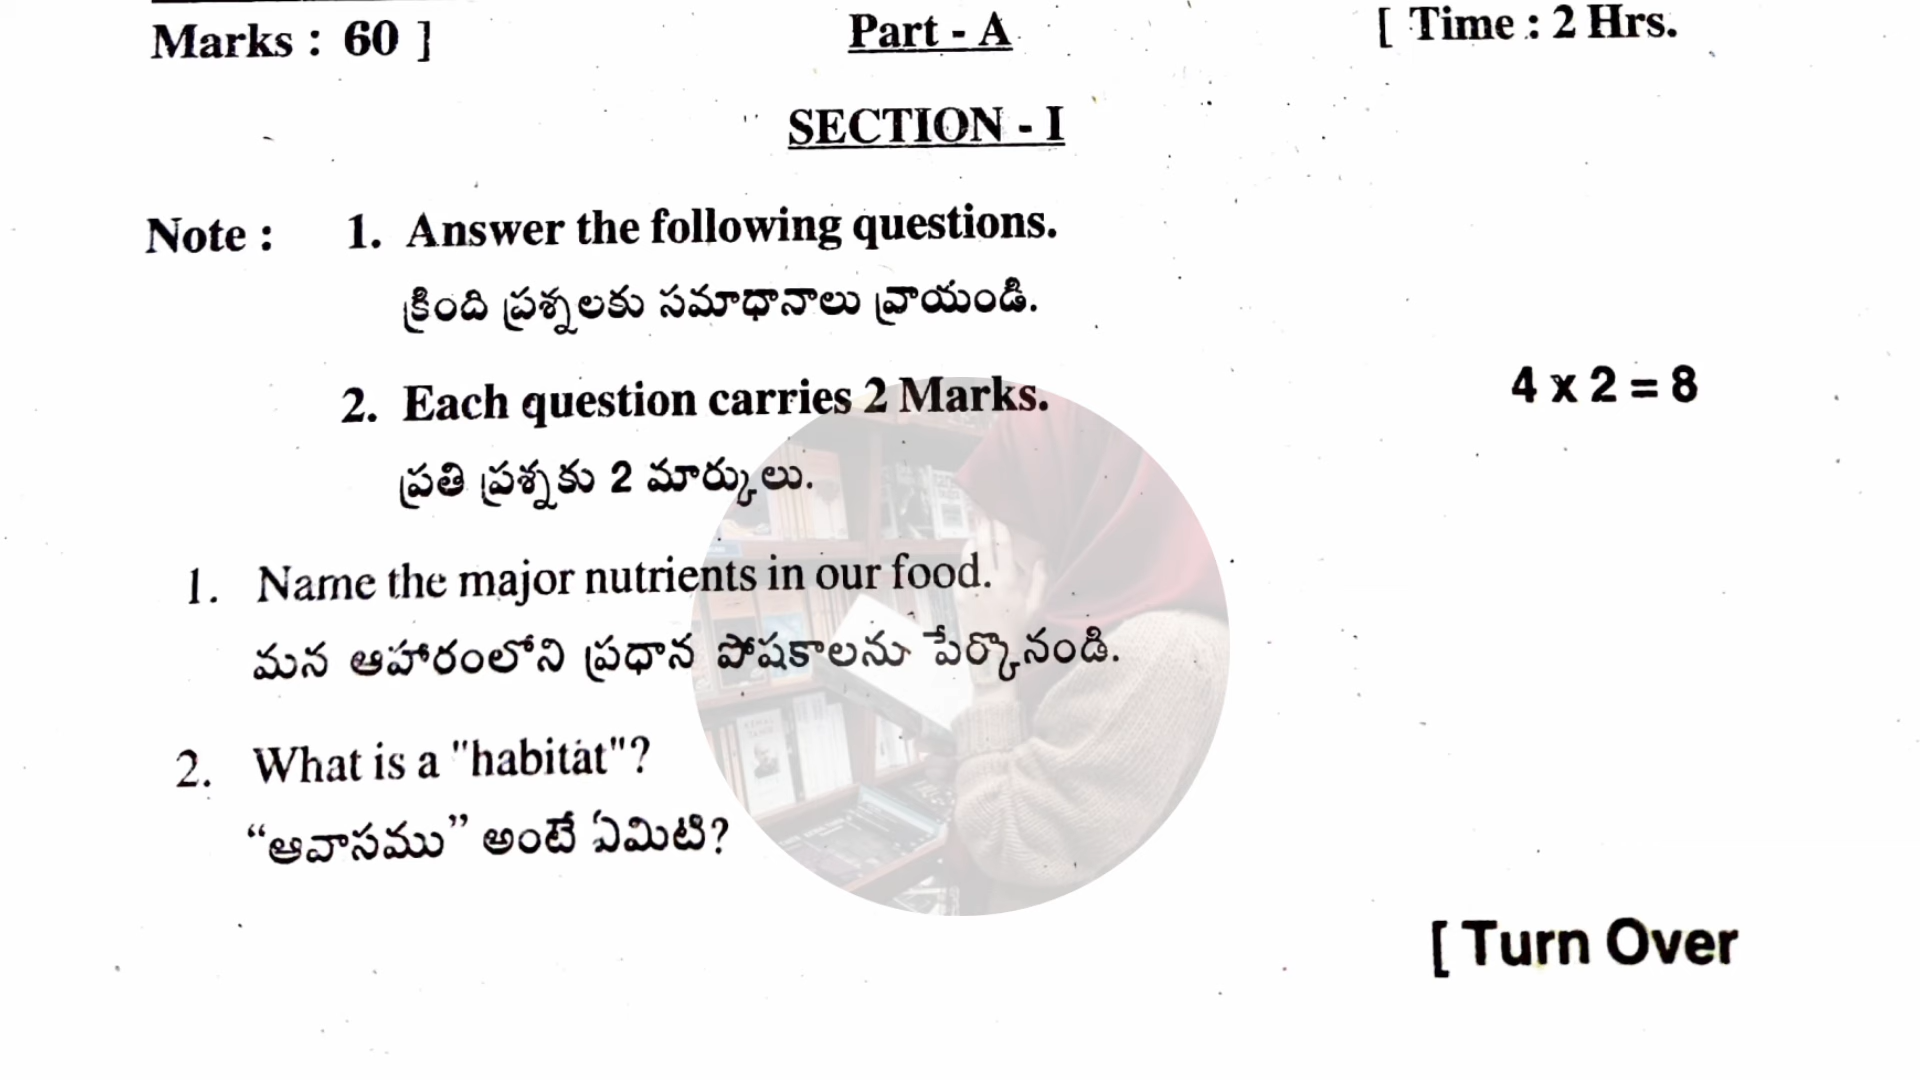 Marks : 60 ] Part - A [ Time : 2 Hrs.
SECTION - I
Note : 1. Answer the following questions.
క్రింది ప్రశ్నలకు సమాధానాలు వ్రాయండి.
2. Each question carries 2 Marks. 4 x 2 = 8
ప్రతి ప్రశ్నకు 2 మార్కులు.
1. Name the major nutrients in our food.
మన ఆహారంలోని ప్రధాన పోషకాలను పేర్కొనండి.
2. What is a "habitat"?
“ఆవాసము” అంటే ఏమిటి?
[ Turn Over